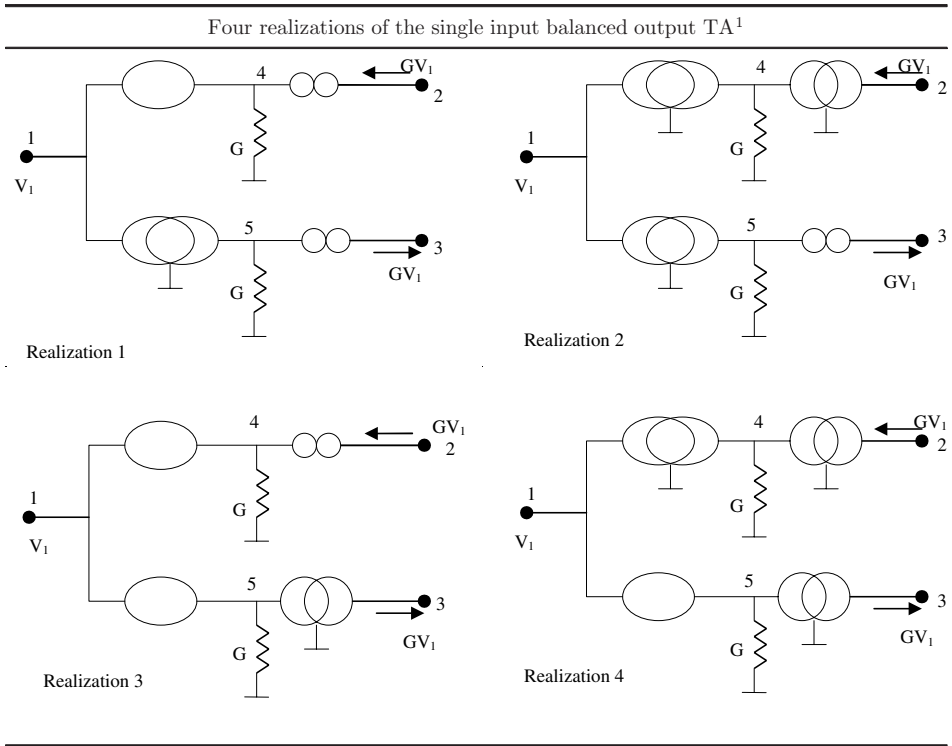 Four realizations of the single input balanced output TA¹
4
GV₁
2
1
G
V₁
5
3
G
GV₁
Realization 1
4
GV₁
2
1
G
V₁
5
3
G
GV₁
Realization 2
4
GV₁
2
1
G
V₁
5
3
G
GV₁
Realization 3
4
GV₁
2
1
G
V₁
5
3
G
GV₁
Realization 4